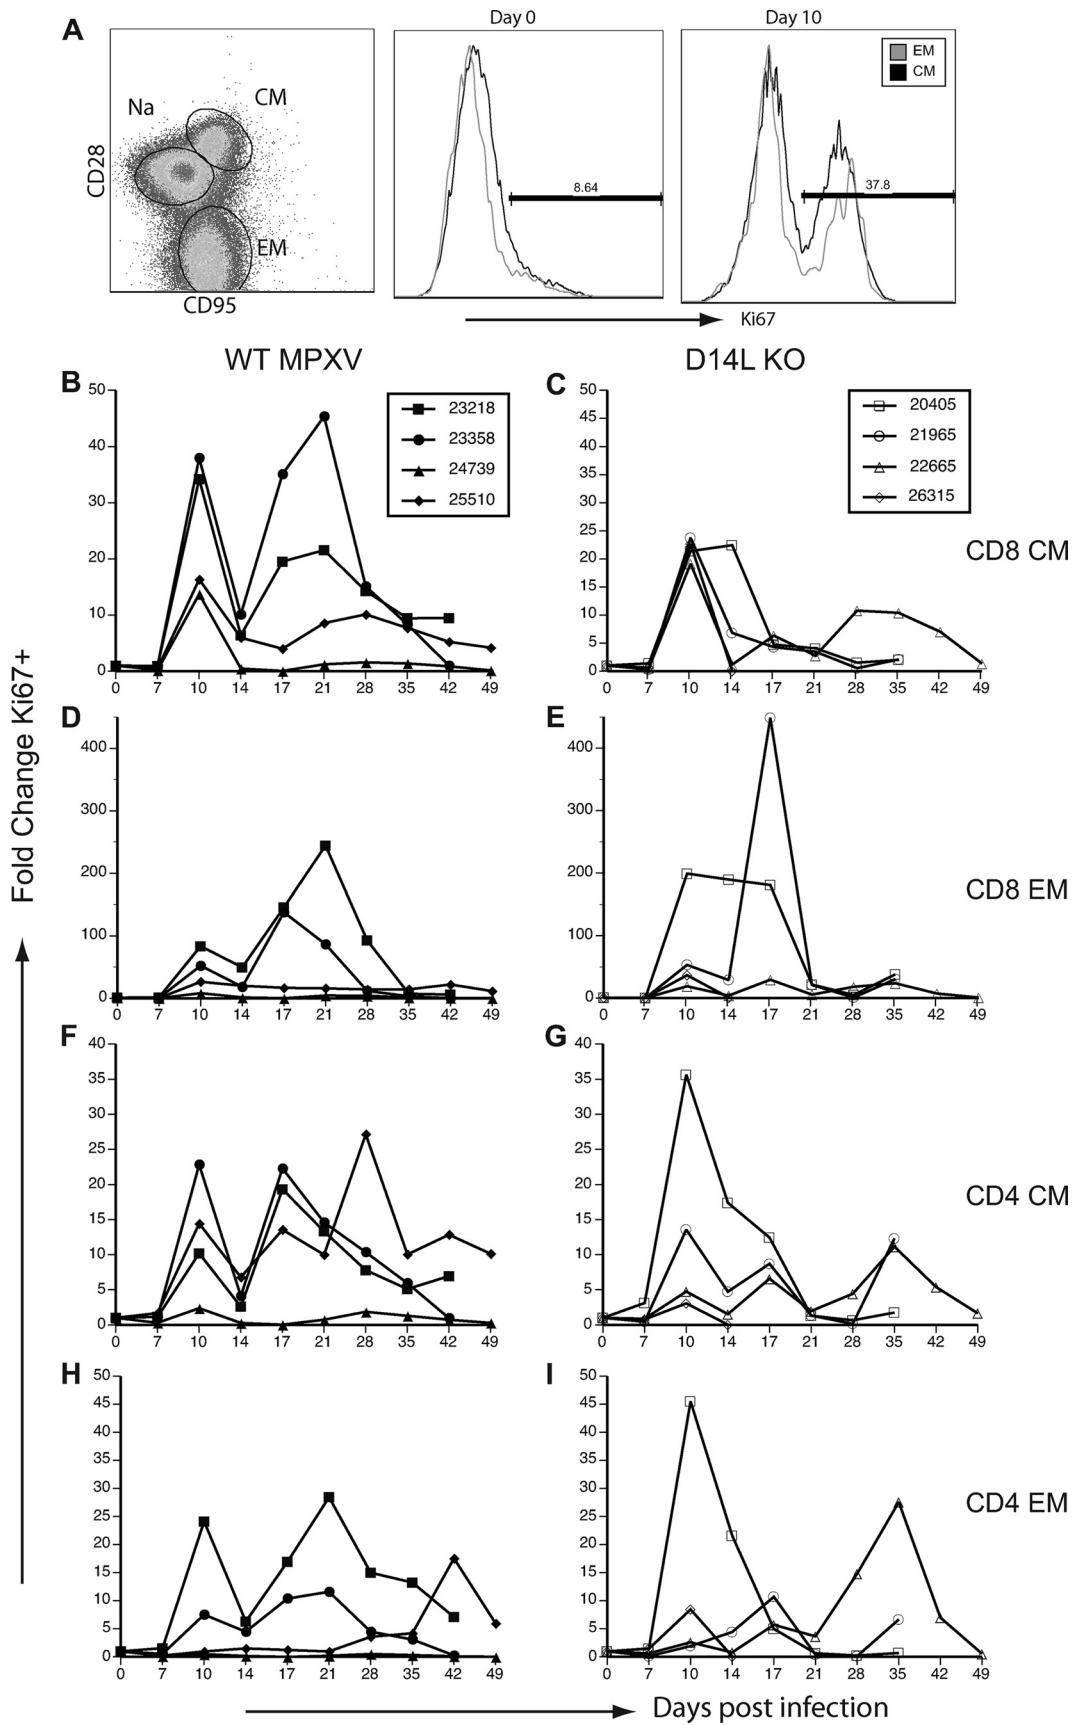 A
Day 0
Day 10
Na
CM
EM
CD28
CD95
8.64
37.8
EM
CM
Ki67
WT MPXV
D14L KO
B
50
40
30
20
10
0
0 7 10 14 17 21 28 35 42 49
23218
23358
24739
25510
C
50
45
40
35
30
25
20
15
10
5
0
0 7 10 14 17 21 28 35 42 49
20405
21965
22665
26315
CD8 CM
D
400
300
200
100
0
0 7 10 14 17 21 28 35 42 49
E
400
300
200
100
0
0 7 10 14 17 21 28 35 42 49
CD8 EM
Fold Change Ki67+
F
40
35
30
25
20
15
10
5
0
0 7 10 14 17 21 28 35 42 49
G
40
35
30
25
20
15
10
5
0
0 7 10 14 17 21 28 35 42 49
CD4 CM
H
50
45
40
35
30
25
20
15
10
5
0
0 7 10 14 17 21 28 35 42 49
I
50
45
40
35
30
25
20
15
10
5
0
0 7 10 14 17 21 28 35 42 49
CD4 EM
Days post infection